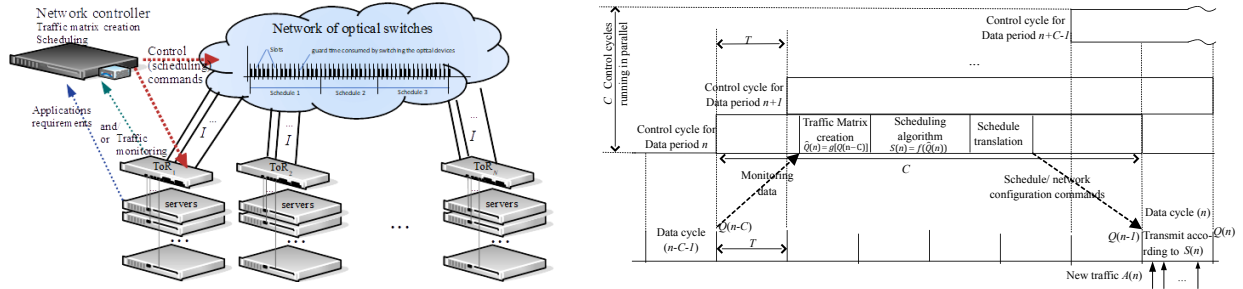 Network controller
Traffic matrix creation
Scheduling
Control
(scheduling)
commands
Network of optical switches
Slots
guard time consumed by switching the optical devices
Schedule 1
Schedule 2
Schedule 3
Applications
requirements
and
or
Traffic
monitoring
...
I
...
I
...
I
ToR1
ToR2
ToR
servers
servers
servers
...
...
...
...
C Control cycles
running in parallel
T
Control cycle for
Data period n+C-1
...
Control cycle for
Data period n+1
Control cycle for
Data period n
Traffic Matrix
creation
Q̂(n) = g[Q(n−C)]
Scheduling
algorithm
S(n) = f(Q̂(n))
Schedule
translation
C
Monitoring
data
Schedule/ network
configuration commands
Data cycle
(n-C-1)
Q(n-C)
T
Data cycle (n)
Q(n-1)
Transmit acco-
rding to S(n)
Q(n)
New traffic A(n)
...